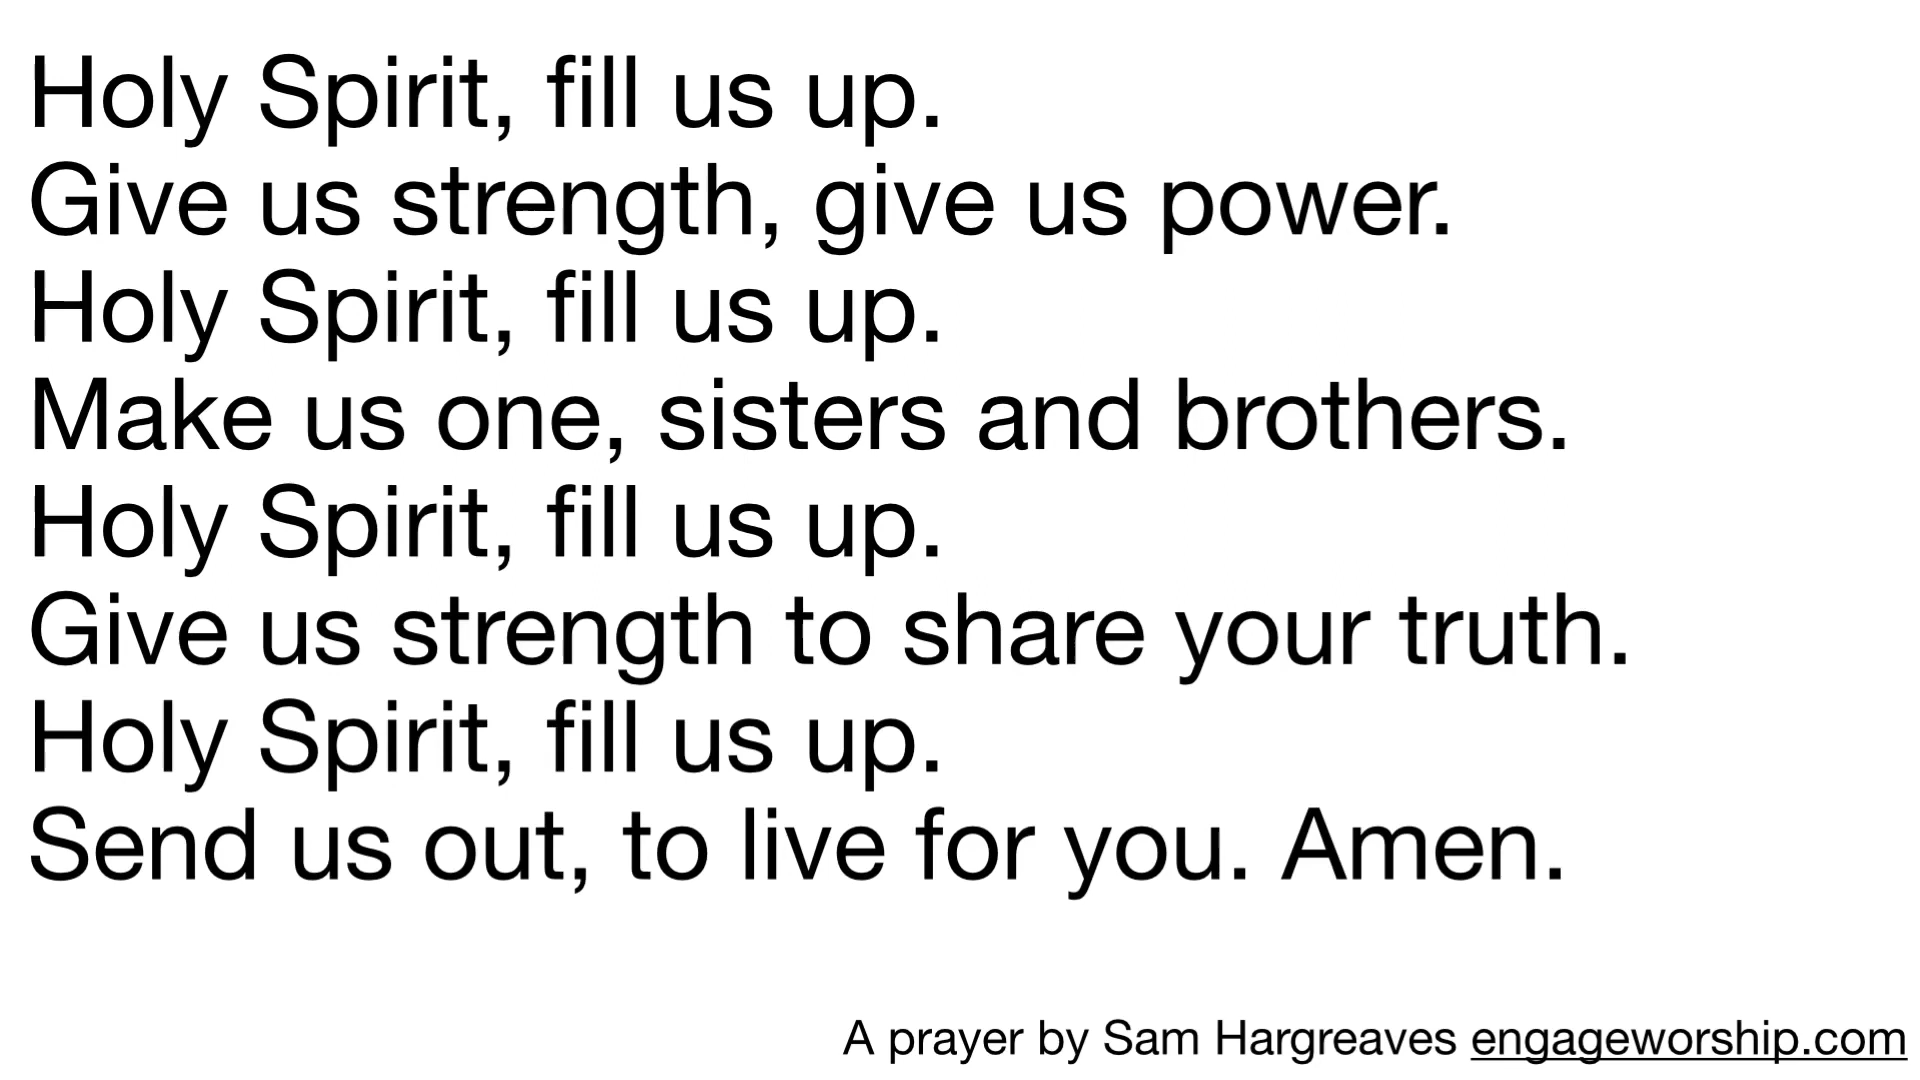 Holy Spirit, fill us up.
Give us strength, give us power.
Holy Spirit, fill us up.
Make us one, sisters and brothers.
Holy Spirit, fill us up.
Give us strength to share your truth.
Holy Spirit, fill us up.
Send us out, to live for you. Amen.
A prayer by Sam Hargreaves engageworship.com